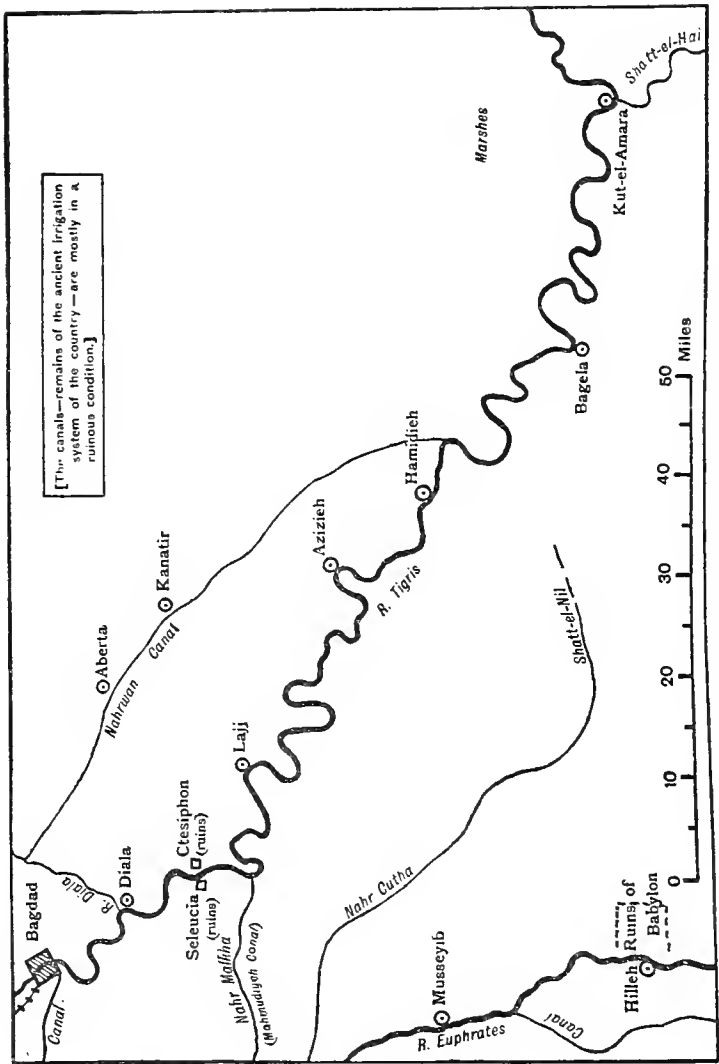 [The canals—remains of the ancient irrigation
system of the country—are mostly in a
ruinous condition.]
Bagdad
Canal.
R. Diala
Diala
Aberta
Kanatir
Nahrwan Canal
Ctesiphon
(ruins)
Seleucia
(ruins)
Nahr Malkha
(Mahmudiyeh Canal)
Lajj
Azizieh
Hamidieh
R. Tigris
Bagela
Marshes
Kut-el-Amara
Shatt-el-Hai
Nahr Cutha
Shatt-el-Nil
Musseyib
R. Euphrates
Canal
Hilleh
Ruins of
Babylon
0 10 20 30 40 50
Miles